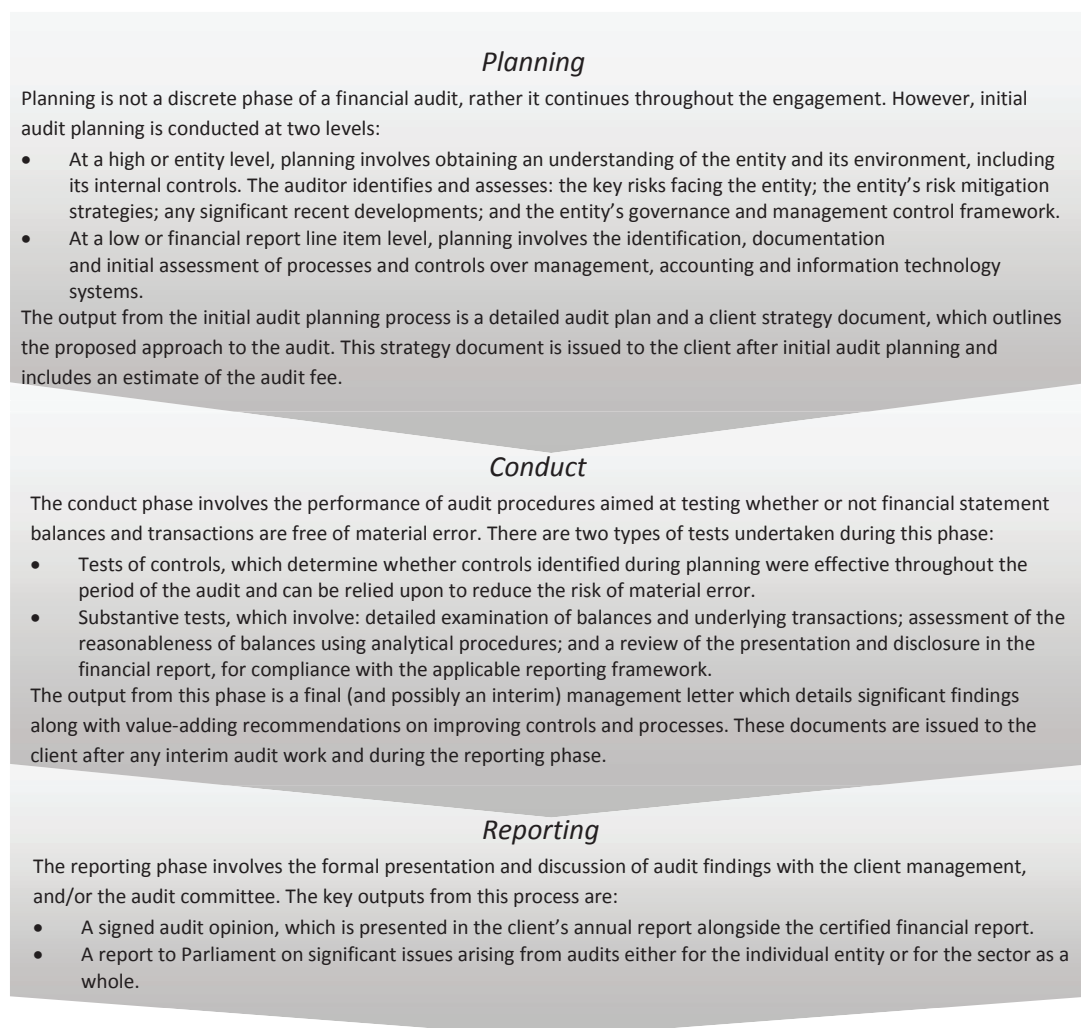 Planning
Planning is not a discrete phase of a financial audit, rather it continues throughout the engagement. However, initial
audit planning is conducted at two levels:
• At a high or entity level, planning involves obtaining an understanding of the entity and its environment, including
its internal controls. The auditor identifies and assesses: the key risks facing the entity; the entity's risk mitigation
strategies; any significant recent developments; and the entity's governance and management control framework.
• At a low or financial report line item level, planning involves the identification, documentation
and initial assessment of processes and controls over management, accounting and information technology
systems.
The output from the initial audit planning process is a detailed audit plan and a client strategy document, which outlines
the proposed approach to the audit. This strategy document is issued to the client after initial audit planning and
includes an estimate of the audit fee.
Conduct
The conduct phase involves the performance of audit procedures aimed at testing whether or not financial statement
balances and transactions are free of material error. There are two types of tests undertaken during this phase:
• Tests of controls, which determine whether controls identified during planning were effective throughout the
period of the audit and can be relied upon to reduce the risk of material error.
• Substantive tests, which involve: detailed examination of balances and underlying transactions; assessment of the
reasonableness of balances using analytical procedures; and a review of the presentation and disclosure in the
financial report, for compliance with the applicable reporting framework.
The output from this phase is a final (and possibly an interim) management letter which details significant findings
along with value-adding recommendations on improving controls and processes. These documents are issued to the
client after any interim audit work and during the reporting phase.
Reporting
The reporting phase involves the formal presentation and discussion of audit findings with the client management,
and/or the audit committee. The key outputs from this process are:
• A signed audit opinion, which is presented in the client's annual report alongside the certified financial report.
• A report to Parliament on significant issues arising from audits either for the individual entity or for the sector as a
whole.